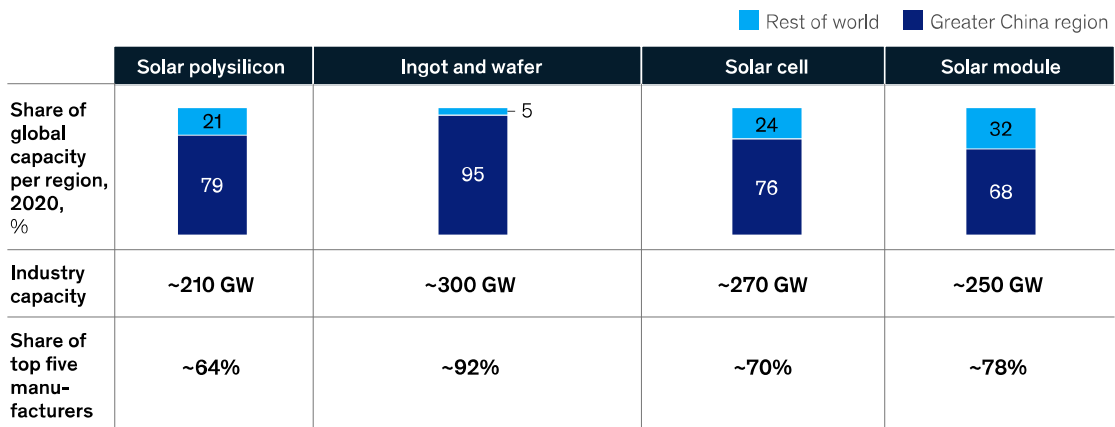 Rest of world Greater China region
Solar polysilicon Ingot and wafer Solar cell Solar module
Share of
global
capacity
per region,
2020,
%
21 5 24 32
79 95 76 68
Industry
capacity
~210 GW ~300 GW ~270 GW ~250 GW
Share of
top five
manu-
facturers
~64% ~92% ~70% ~78%